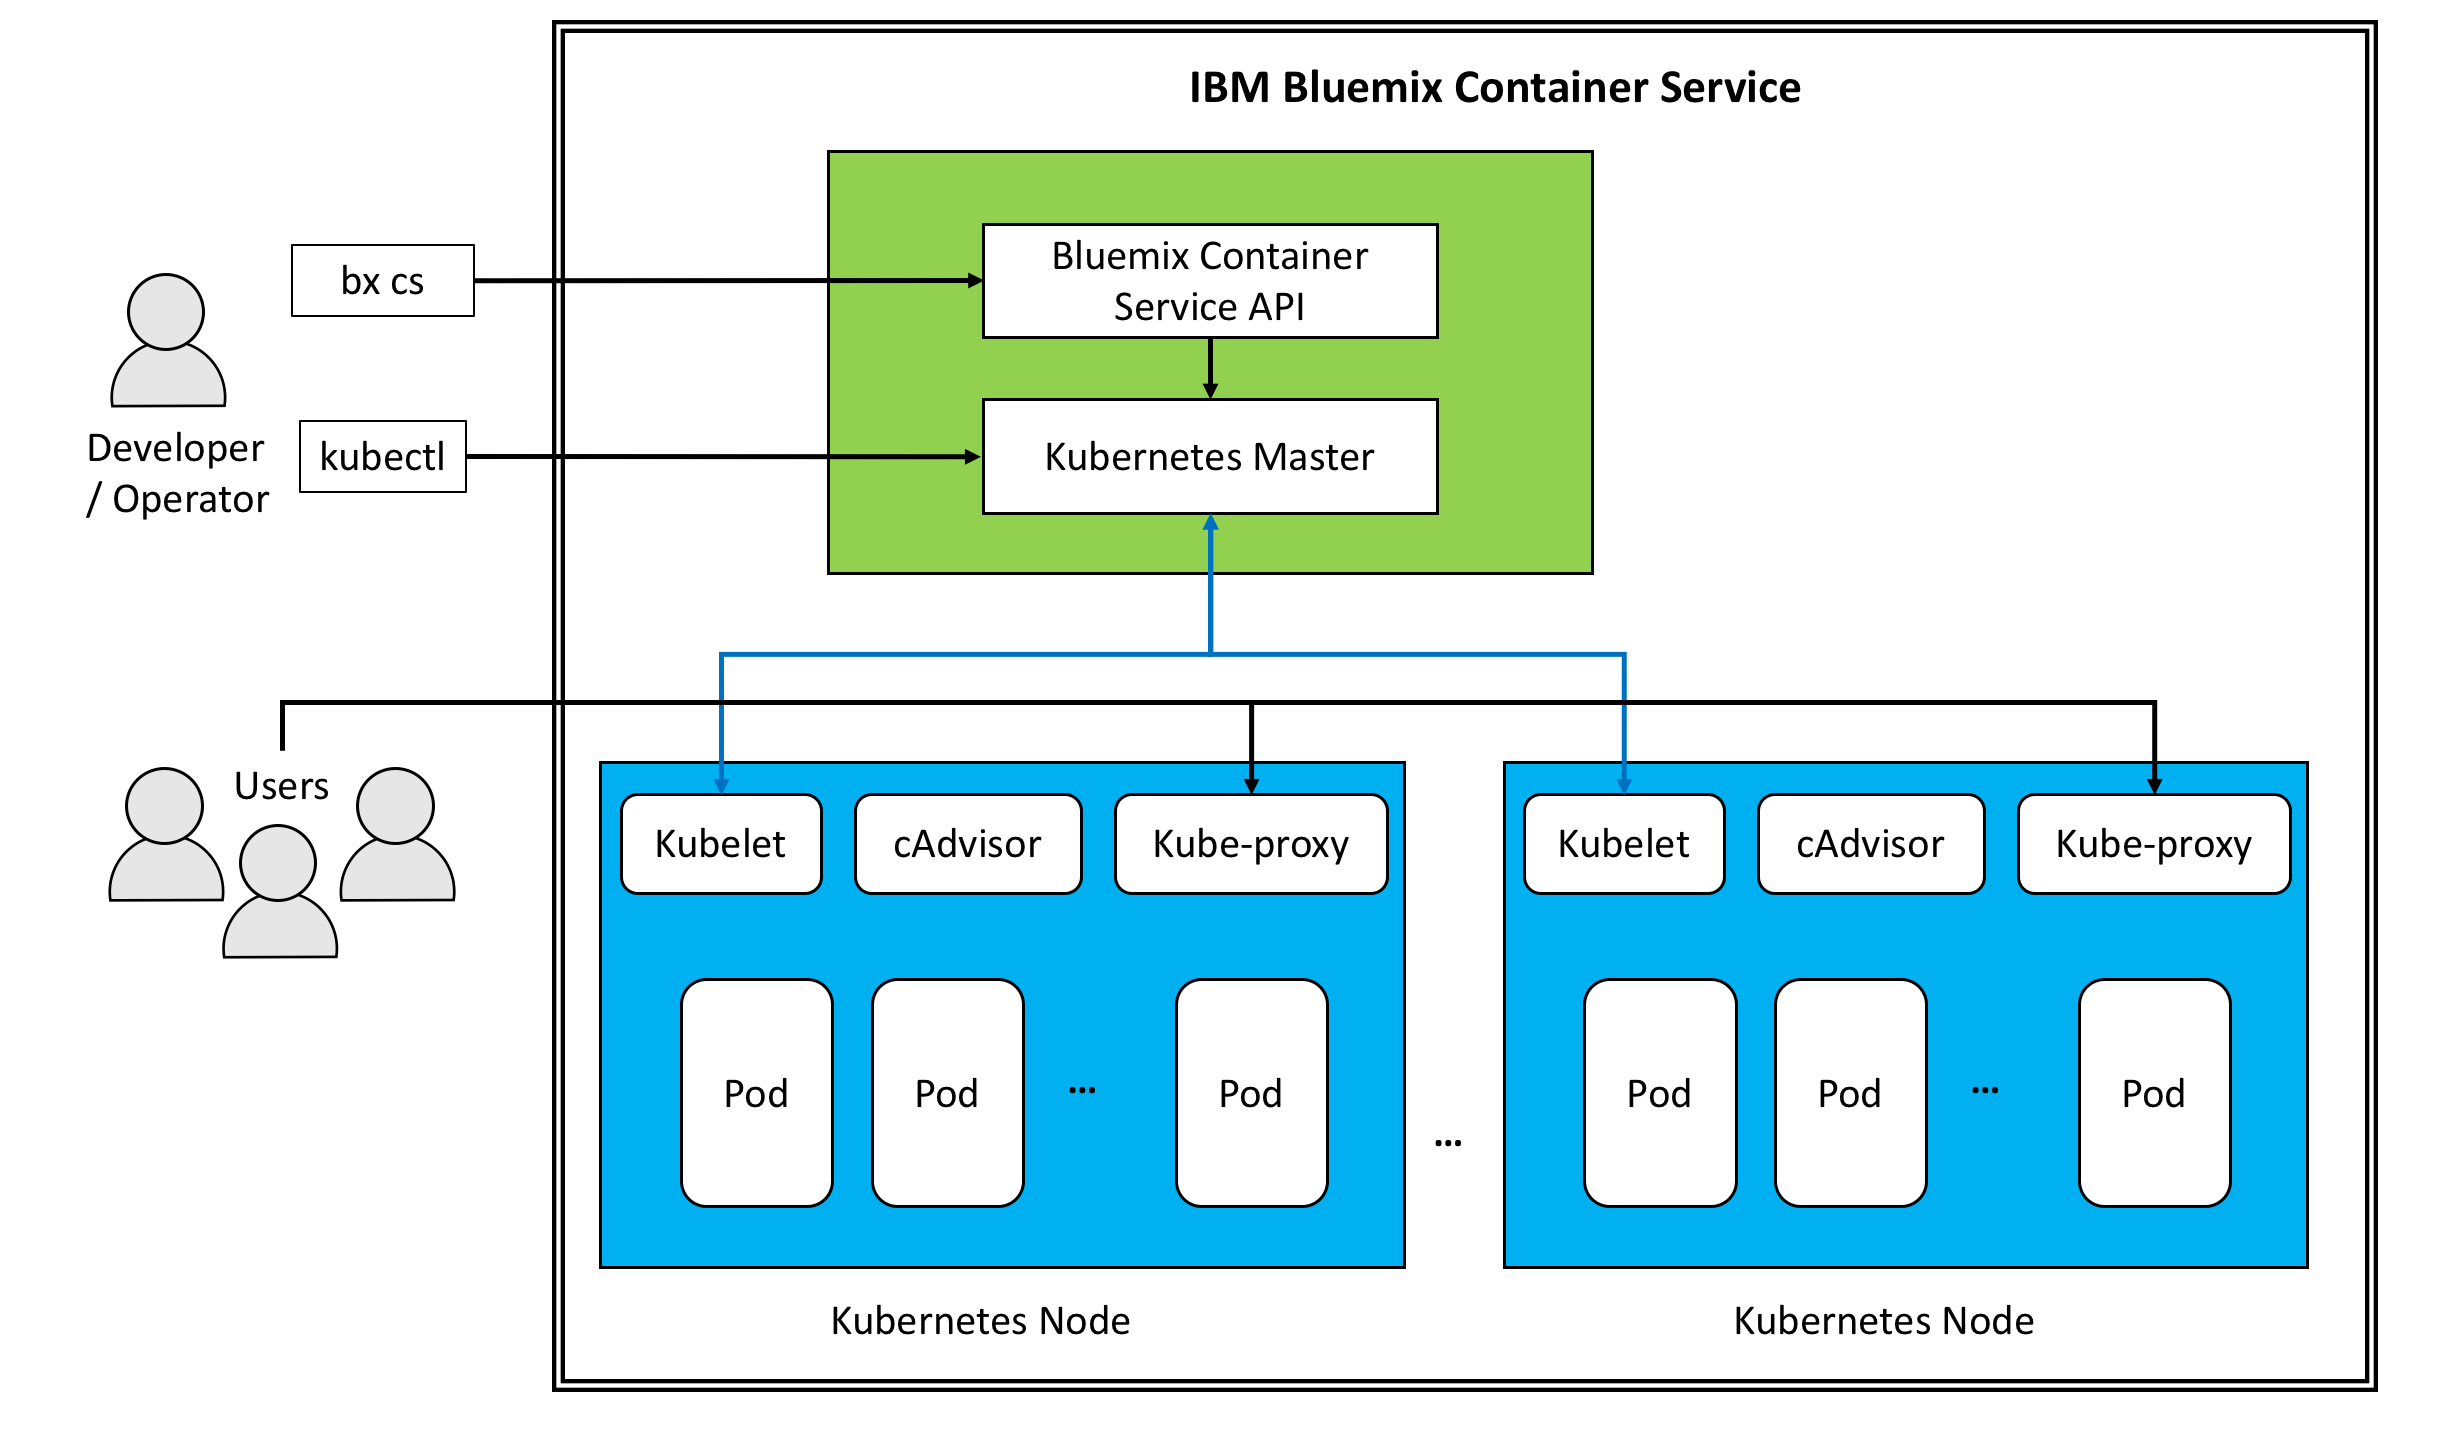 IBM Bluemix Container Service
bx cs
Bluemix Container
Service API
Developer
/ Operator
kubectl
Kubernetes Master
Users
Kubelet
cAdvisor
Kube-proxy
Kubelet
cAdvisor
Kube-proxy
Pod
Pod
...
Pod
...
Pod
Pod
...
Pod
Kubernetes Node
Kubernetes Node